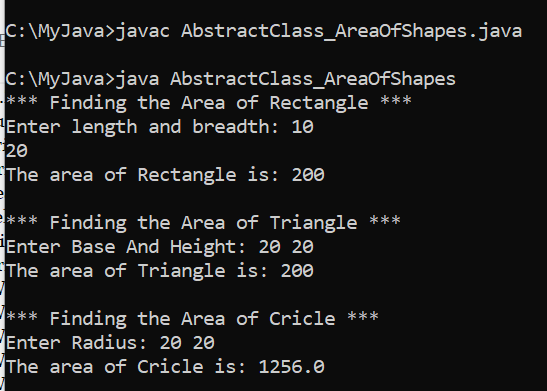 C:\MyJava>javac AbstractClass_AreaOfShapes.java
C:\MyJava>java AbstractClass_AreaOfShapes
*** Finding the Area of Rectangle ***
Enter length and breadth: 10
20
The area of Rectangle is: 200
*** Finding the Area of Triangle ***
Enter Base And Height: 20 20
The area of Triangle is: 200
*** Finding the Area of Cricle ***
Enter Radius: 20 20
The area of Cricle is: 1256.0